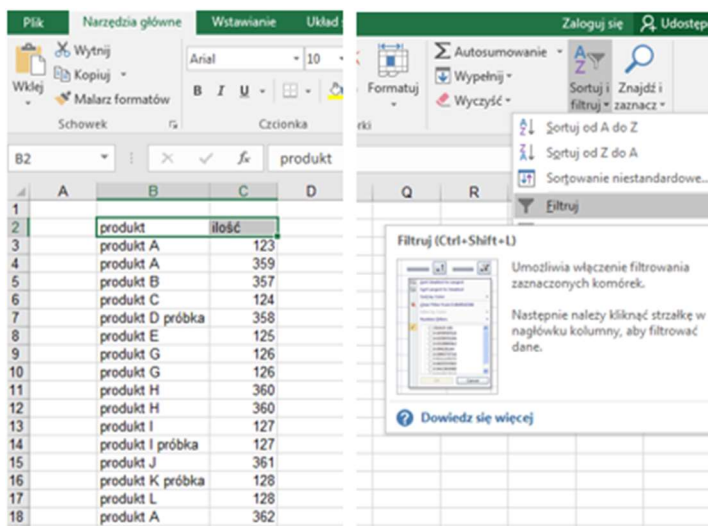 Plik Narzędzia główne Wstawianie Układ
Wklej
Wytnij
Kopiuj
Malarz formatów
Schowek
Arial 10
B I U
Czcionka
B2 fx produkt
A B C D
1
2 produkt ilość
3 produkt A 123
4 produkt A 359
5 produkt B 357
6 produkt C 124
7 produkt D próbka 358
8 produkt E 125
9 produkt G 126
10 produkt G 126
11 produkt H 360
12 produkt H 360
13 produkt I 127
14 produkt I próbka 127
15 produkt J 361
16 produkt K próbka 128
17 produkt L 128
18 produkt A 362
Zaloguj się Udostęp
Formatuj
Autosumowanie
Wypełnij
Wyczyść
Sortuj i filtruj
Znajdź i zaznacz
rki
Sortuj od A do Z
Sortuj od Z do A
Sortowanie niestandardowe...
Filtruj
Q R
Filtruj (Ctrl+Shift+L)
Umożliwia włączenie filtrowania
zaznaczonych komórek.
Następnie należy kliknąć strzałkę w
nagłówku kolumny, aby filtrować
dane.
Dowiedz się więcej